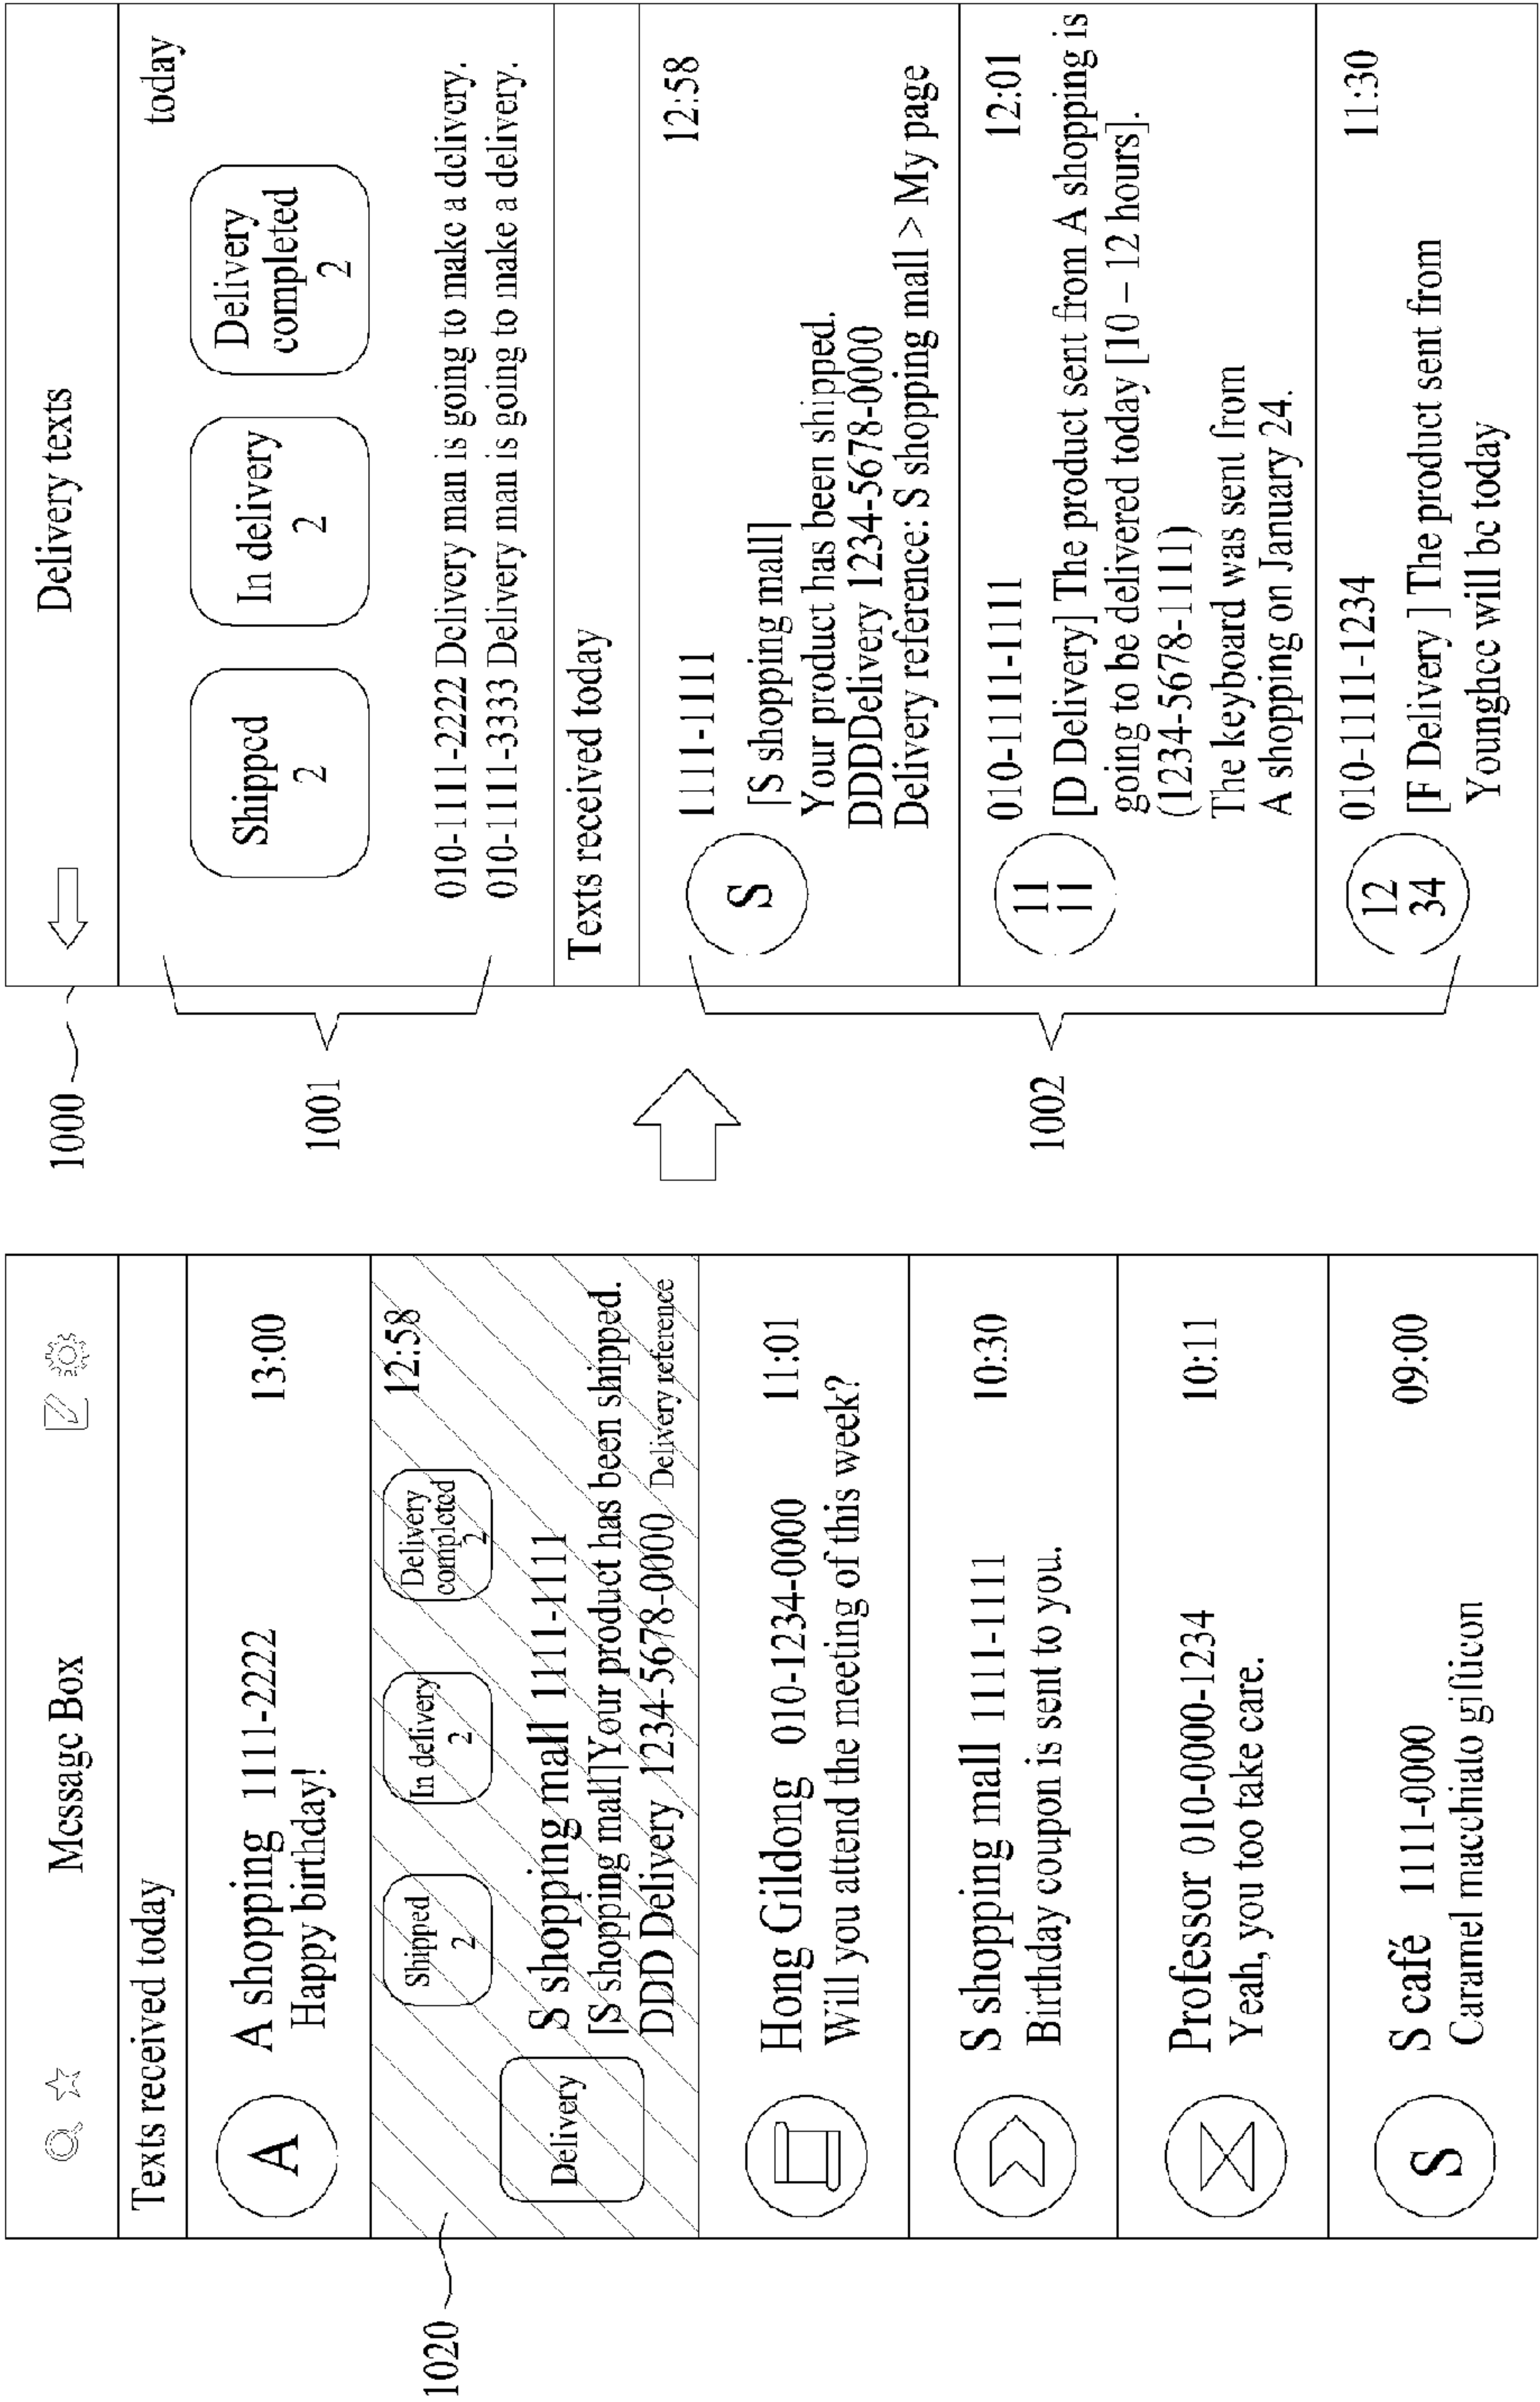 Message Box
Texts received today
A
A shopping 1111-2222
13:00
Happy birthday!
1020
Shipped
2
In delivery
2
Delivery
completed
2
12:58
Delivery
S shopping mall 1111-1111
[S shopping mall]Your product has been shipped.
DDD Delivery 1234-5678-0000 Delivery reference
Hong Gildong 010-1234-0000
11:01
Will you attend the meeting of this week?
S shopping mall 1111-1111
10:30
Birthday coupon is sent to you.
Professor 010-0000-1234
10:11
Yeah, you too take care.
S
S café 1111-0000
09:00
Caramel macchiato gifticon
1000
Delivery texts
1001
today
Shipped
2
In delivery
2
Delivery
completed
2
010-1111-2222 Delivery man is going to make a delivery.
010-1111-3333 Delivery man is going to make a delivery.
Texts received today
1002
S
1111-1111
12:58
[S shopping mall]
Your product has been shipped.
DDDDelivery 1234-5678-0000
Delivery reference: S shopping mall > My page
11
11
010-1111-1111
12:01
[D Delivery] The product sent from A shopping is
going to be delivered today [10 – 12 hours].
(1234-5678-1111)
The keyboard was sent from
A shopping on January 24.
12
34
010-1111-1234
11:30
[F Delivery ] The product sent from
Younghee will be today